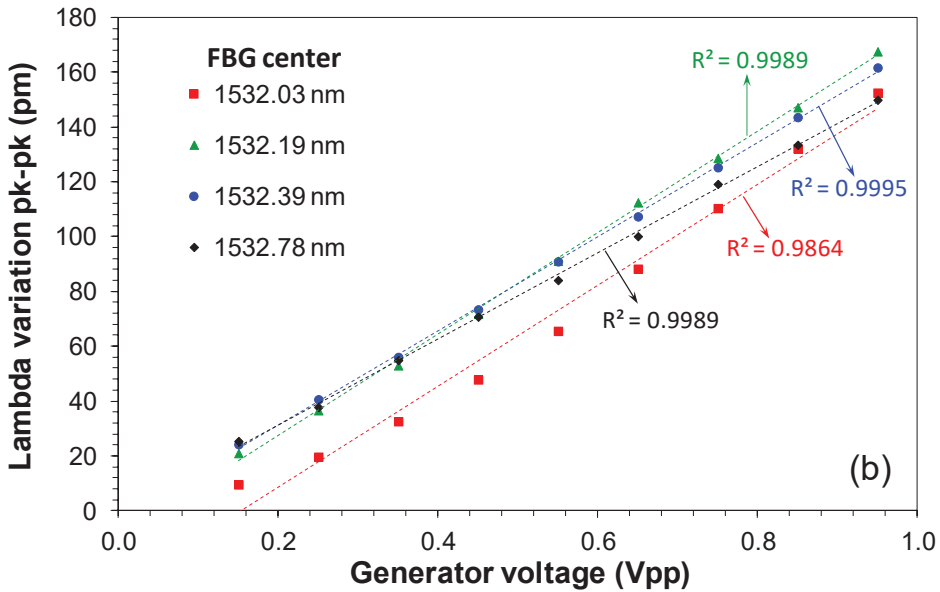 180
160
140
120
100
80
60
40
20
0
Lambda variation pk-pk (pm)
FBG center
1532.03 nm
1532.19 nm
1532.39 nm
1532.78 nm
R² = 0.9989
R² = 0.9995
R² = 0.9864
R² = 0.9989
(b)
0.0 0.2 0.4 0.6 0.8 1.0
Generator voltage (Vpp)